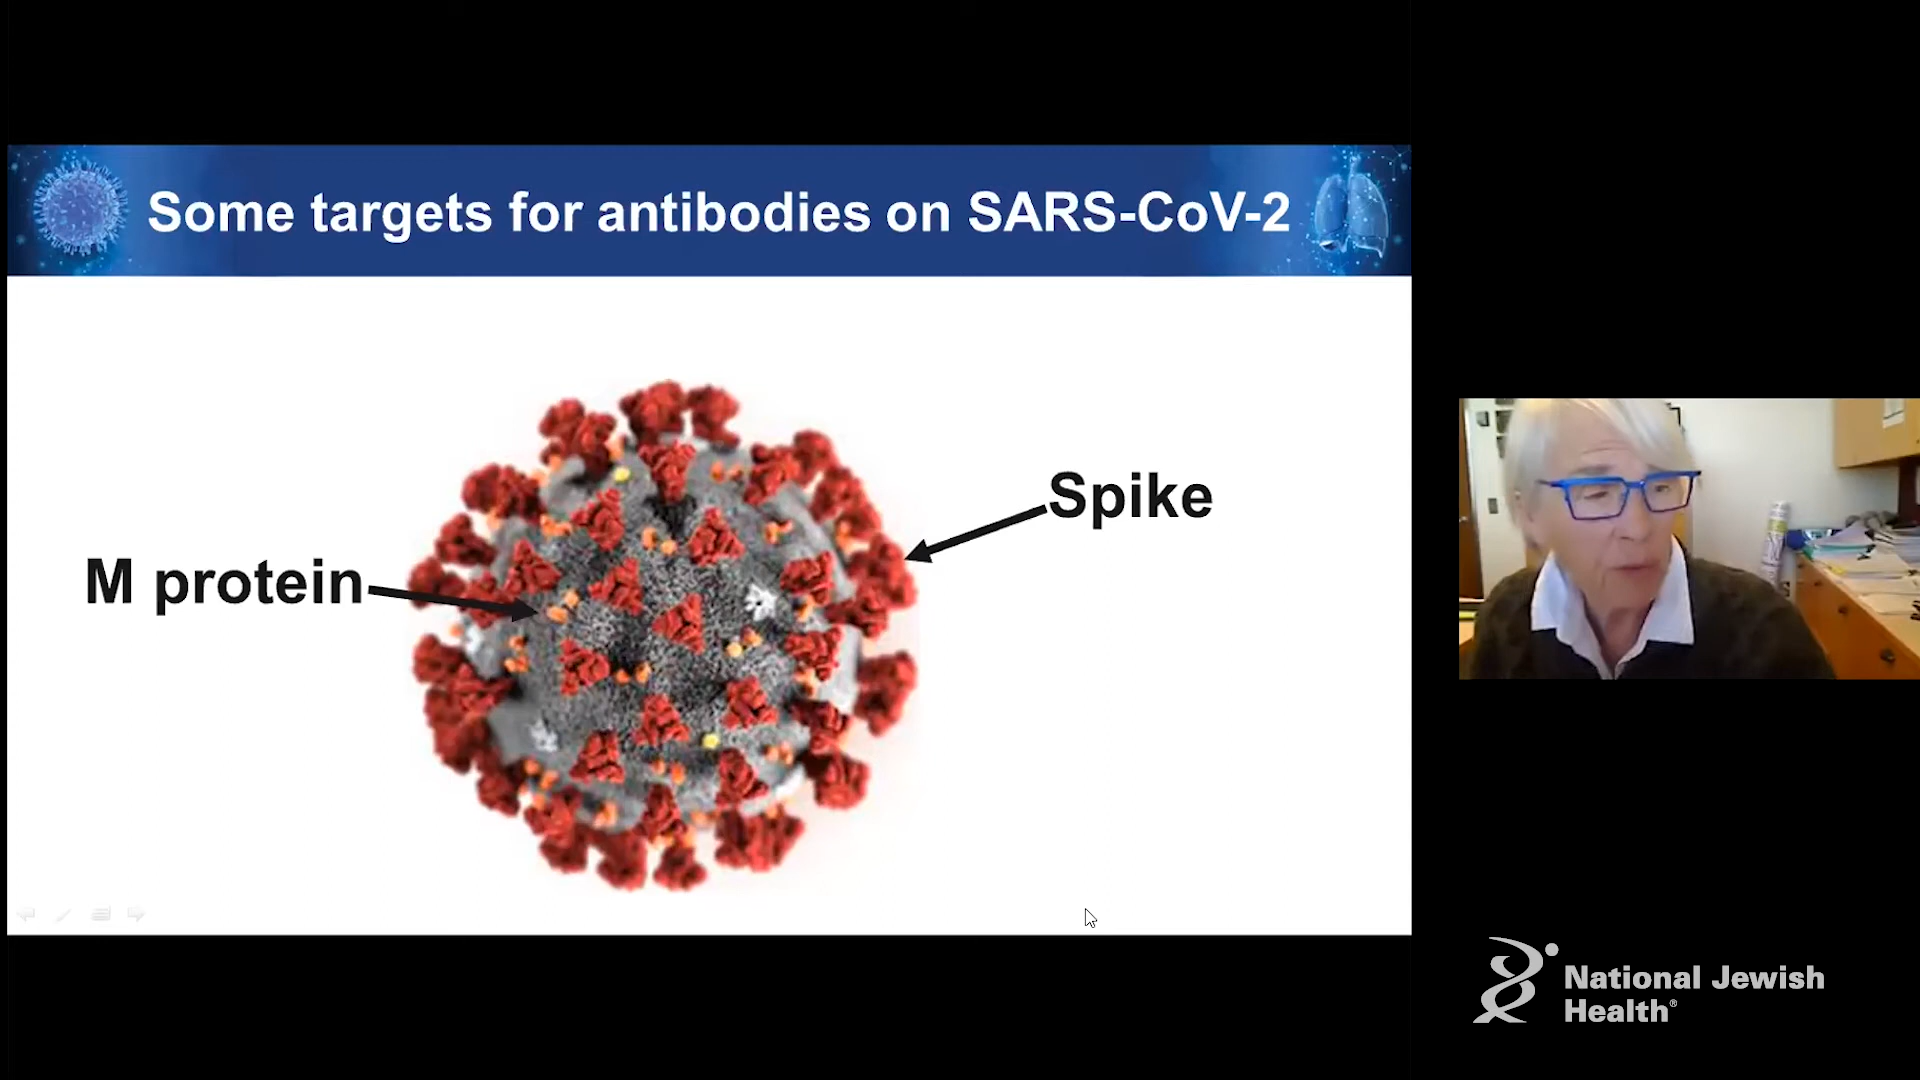 Some targets for antibodies on SARS-CoV-2
Spike
M protein
National Jewish
Health®